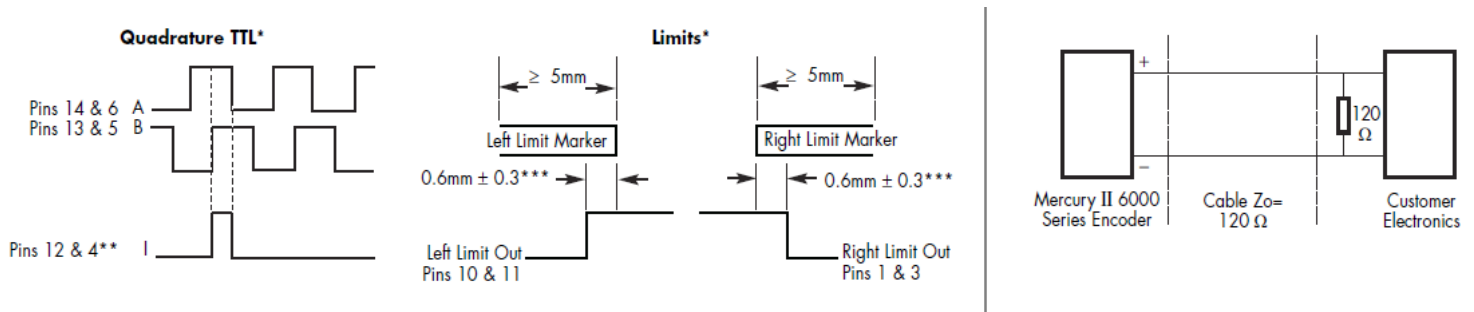 Quadrature TTL*
Pins 14 & 6 A
Pins 13 & 5 B
Pins 12 & 4** I
Limits*
≥ 5mm
≥ 5mm
Left Limit Marker
Right Limit Marker
0.6mm ± 0.3***
0.6mm ± 0.3***
Left Limit Out
Pins 10 & 11
Right Limit Out
Pins 1 & 3
+
120
Ω
–
Mercury II 6000
Series Encoder
Cable Zo=
120 Ω
Customer
Electronics